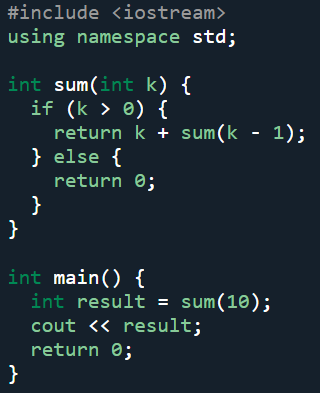 #include <iostream>
using namespace std;

int sum(int k) {
  if (k > 0) {
    return k + sum(k - 1);
  } else {
    return 0;
  }
}

int main() {
  int result = sum(10);
  cout << result;
  return 0;
}